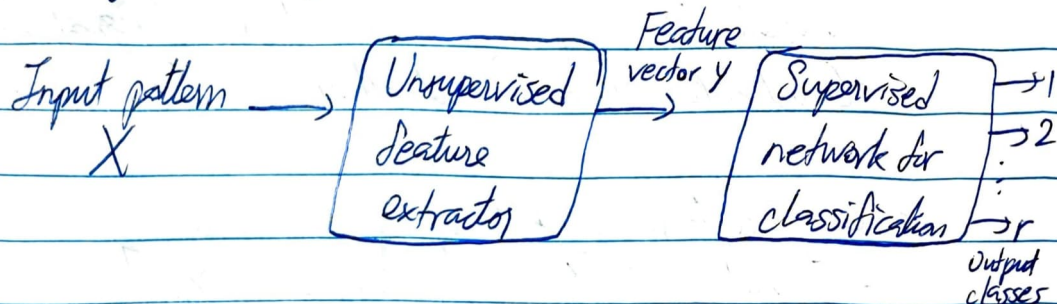 Input pattern
X
Unsupervised
feature
extractor
Feature
vector Y
Supervised
network for
classification
1
2
r
Output
classes